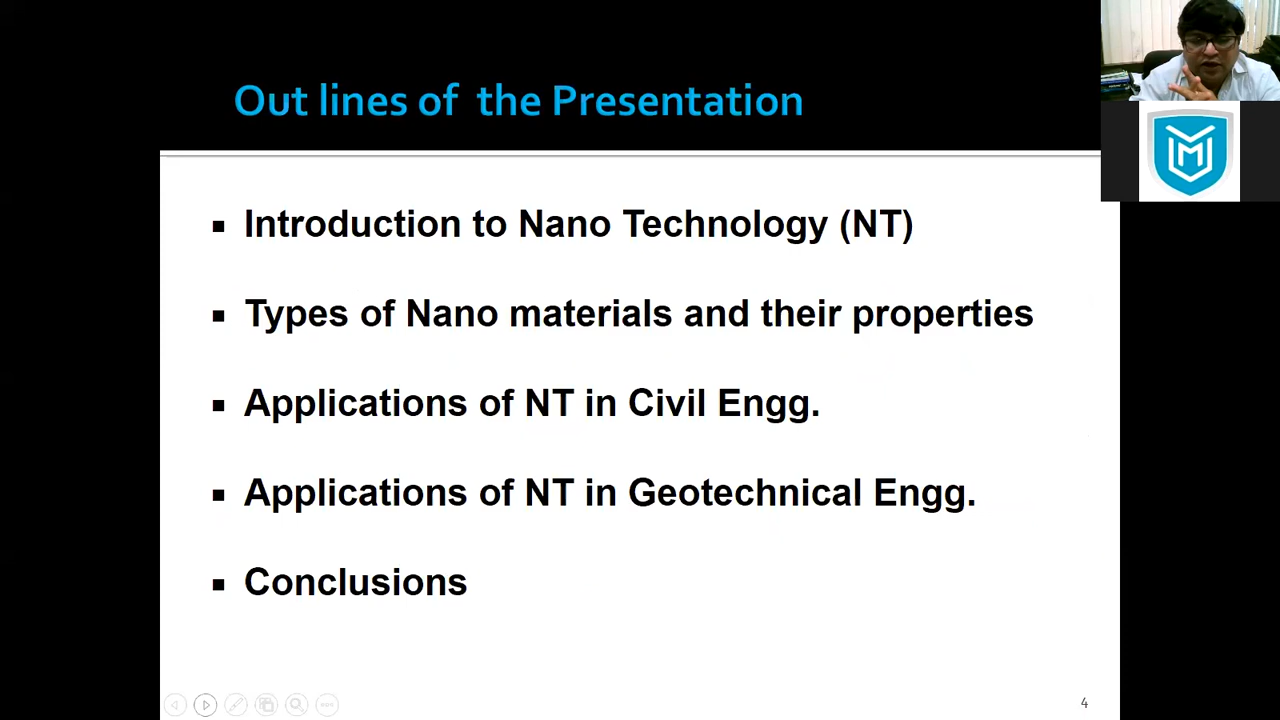 Out lines of the Presentation
Introduction to Nano Technology (NT)
Types of Nano materials and their properties
Applications of NT in Civil Engg.
Applications of NT in Geotechnical Engg.
Conclusions
4